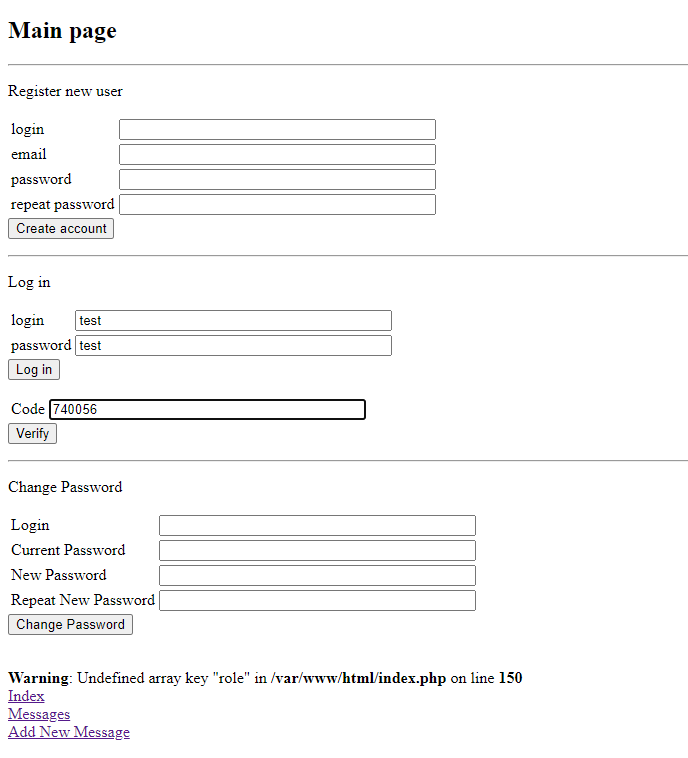 Main page
Register new user
login
email
password
repeat password
Create account
Log in
login test
password test
Log in
Code 740056
Verify
Change Password
Login
Current Password
New Password
Repeat New Password
Change Password
Warning: Undefined array key "role" in /var/www/html/index.php on line 150
Index
Messages
Add New Message